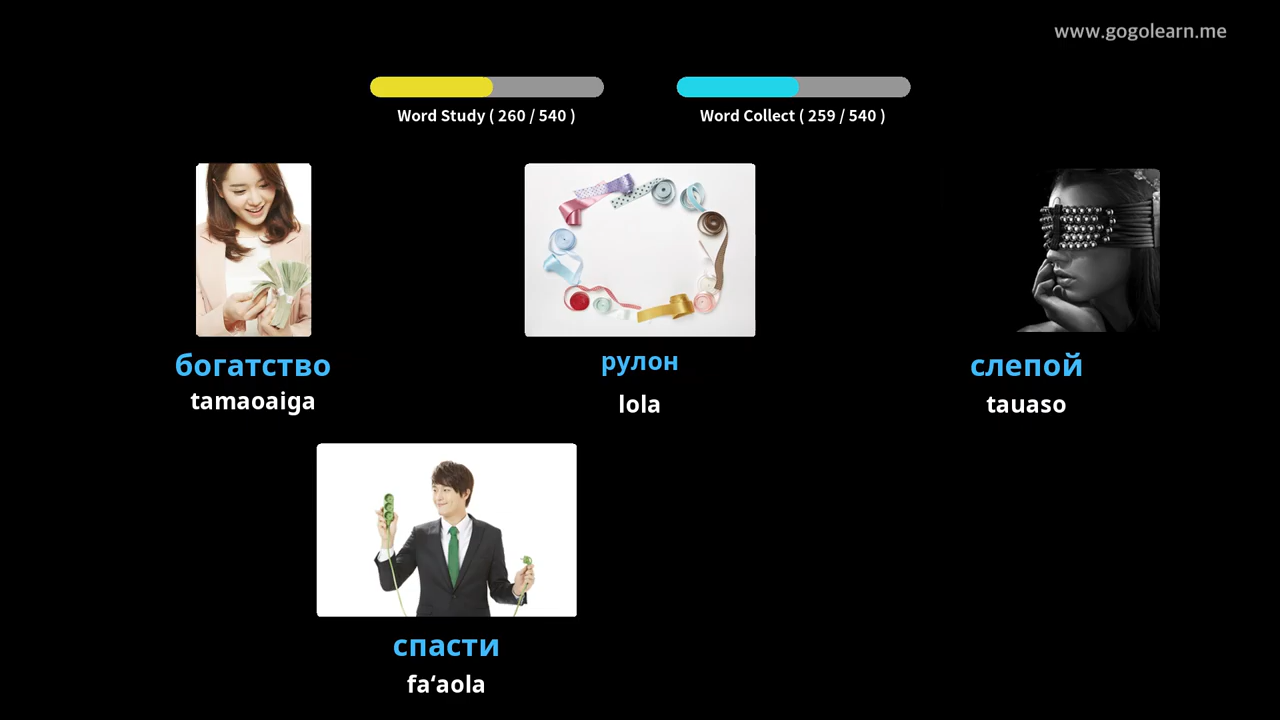 www.gogolearn.me
Word Study ( 260 / 540 )
Word Collect ( 259 / 540 )
богатство
tamaoaiga
рулон
lola
слепой
tauaso
спасти
fa‘aola